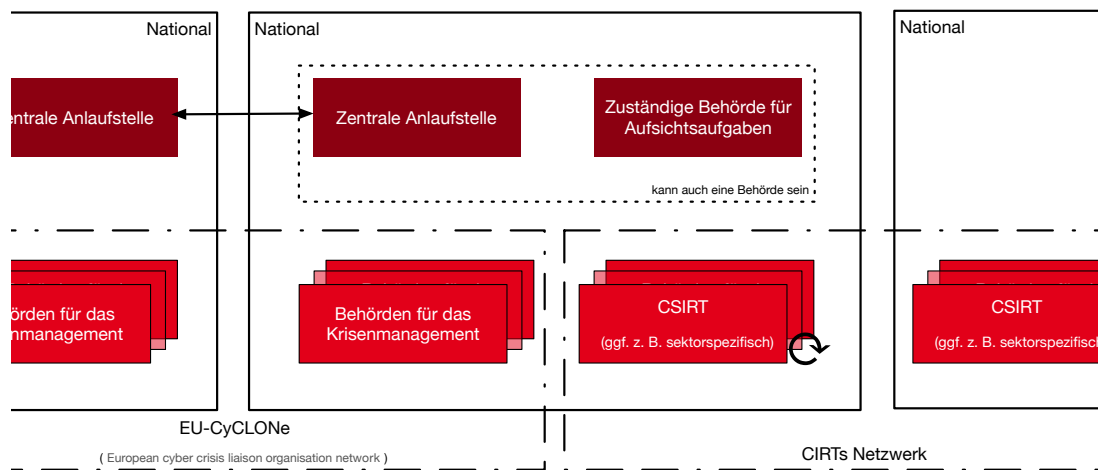 National
National
National
entrale Anlaufstelle
Zentrale Anlaufstelle
Zuständige Behörde für
Aufsichtsaufgaben
kann auch eine Behörde sein
örden für das
nmanagement
Behörden für das
Krisenmanagement
CSIRT
(ggf. z. B. sektorspezifisch)
CSIRT
(ggf. z. B. sektorspezifisch
EU-CyCLONe
( European cyber crisis liaison organisation network )
CIRTs Netzwerk